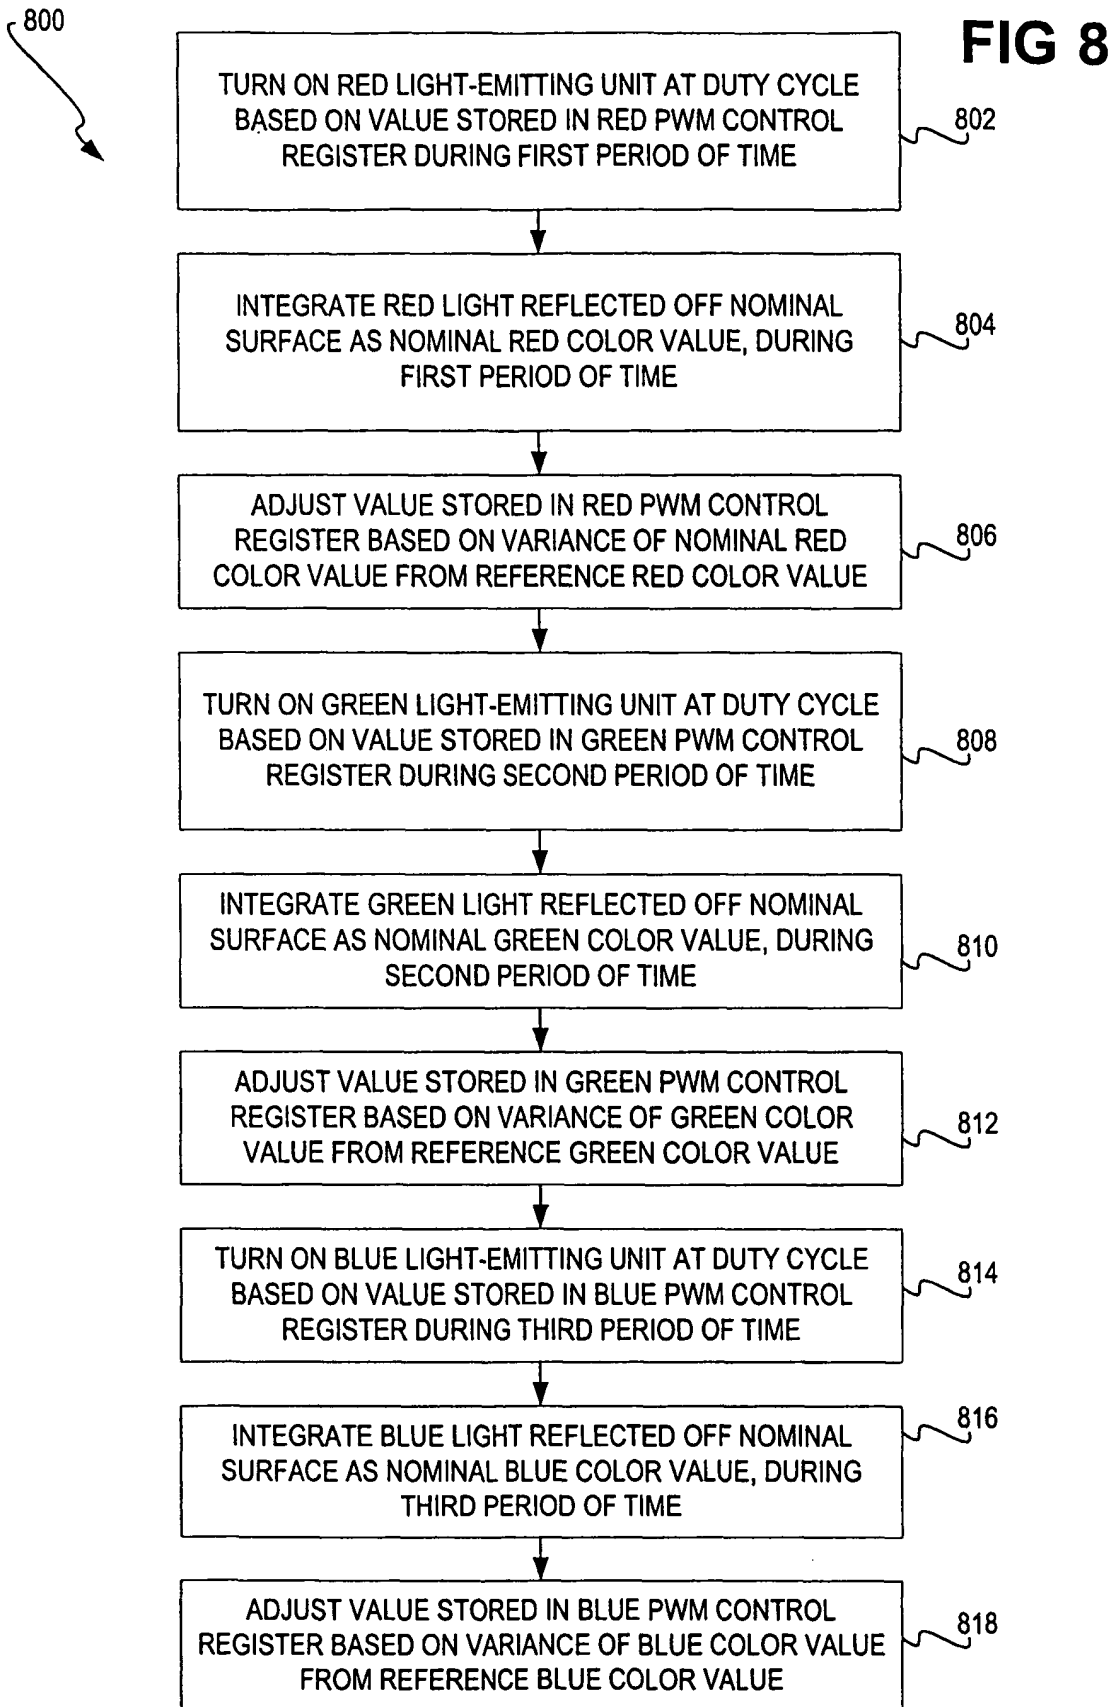 800
FIG 8
TURN ON RED LIGHT-EMITTING UNIT AT DUTY CYCLE
BASED ON VALUE STORED IN RED PWM CONTROL
REGISTER DURING FIRST PERIOD OF TIME
802
INTEGRATE RED LIGHT REFLECTED OFF NOMINAL
SURFACE AS NOMINAL RED COLOR VALUE, DURING
FIRST PERIOD OF TIME
804
ADJUST VALUE STORED IN RED PWM CONTROL
REGISTER BASED ON VARIANCE OF NOMINAL RED
COLOR VALUE FROM REFERENCE RED COLOR VALUE
806
TURN ON GREEN LIGHT-EMITTING UNIT AT DUTY CYCLE
BASED ON VALUE STORED IN GREEN PWM CONTROL
REGISTER DURING SECOND PERIOD OF TIME
808
INTEGRATE GREEN LIGHT REFLECTED OFF NOMINAL
SURFACE AS NOMINAL GREEN COLOR VALUE, DURING
SECOND PERIOD OF TIME
810
ADJUST VALUE STORED IN GREEN PWM CONTROL
REGISTER BASED ON VARIANCE OF GREEN COLOR
VALUE FROM REFERENCE GREEN COLOR VALUE
812
TURN ON BLUE LIGHT-EMITTING UNIT AT DUTY CYCLE
BASED ON VALUE STORED IN BLUE PWM CONTROL
REGISTER DURING THIRD PERIOD OF TIME
814
INTEGRATE BLUE LIGHT REFLECTED OFF NOMINAL
SURFACE AS NOMINAL BLUE COLOR VALUE, DURING
THIRD PERIOD OF TIME
816
ADJUST VALUE STORED IN BLUE PWM CONTROL
REGISTER BASED ON VARIANCE OF BLUE COLOR VALUE
FROM REFERENCE BLUE COLOR VALUE
818